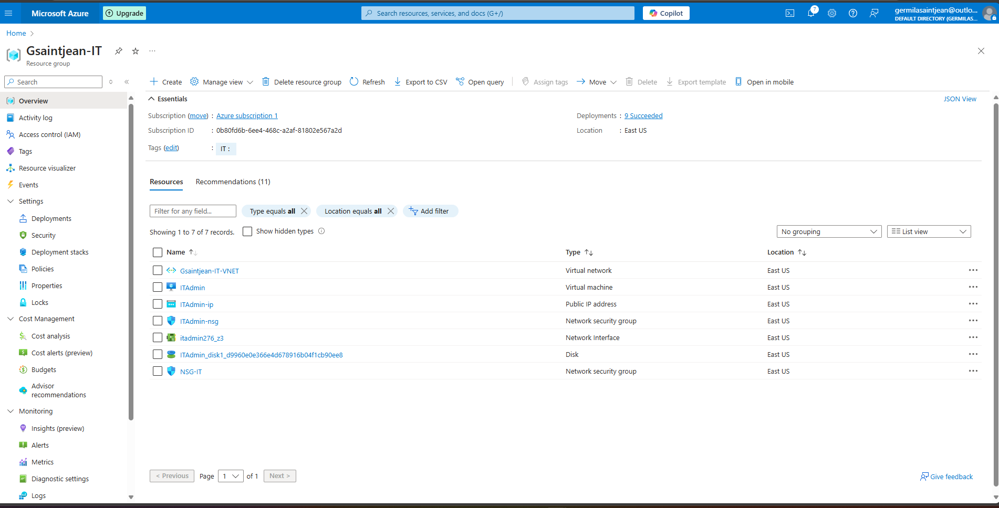 Microsoft Azure
Upgrade
Search resources, services, and docs (G+/)
Copilot
7
germilasaintjean@outlo...
DEFAULT DIRECTORY (GERMILAS...
Home
Gsaintjean-IT
Resource group
Search
Create
Manage view
Delete resource group
Refresh
Export to CSV
Open query
Assign tags
Move
Delete
Export template
Open in mobile
Overview
Activity log
Access control (IAM)
Tags
Resource visualizer
Events
Settings
Deployments
Security
Deployment stacks
Policies
Properties
Locks
Cost Management
Cost analysis
Cost alerts (preview)
Budgets
Advisor
recommendations
Monitoring
Insights (preview)
Alerts
Metrics
Diagnostic settings
Logs
Essentials
JSON View
Subscription (move) : Azure subscription 1
Deployments : 9 Succeeded
Subscription ID : 0b80fd6b-6ee4-468c-a2af-81802e567a2d
Location : East US
Tags (edit) : IT :
Resources
Recommendations (11)
Filter for any field...
Type equals all
Location equals all
Add filter
Showing 1 to 7 of 7 records.
Show hidden types
No grouping
List view
Name Type Location
Gsaintjean-IT-VNET Virtual network East US
ITAdmin Virtual machine East US
ITAdmin-ip Public IP address East US
ITAdmin-nsg Network security group East US
itadmin276_z3 Network Interface East US
ITAdmin_disk1_d9960e0e366e4d678916b04f1cb90ee8 Disk East US
NSG-IT Network security group East US
< Previous Page 1 of 1 Next >
Give feedback